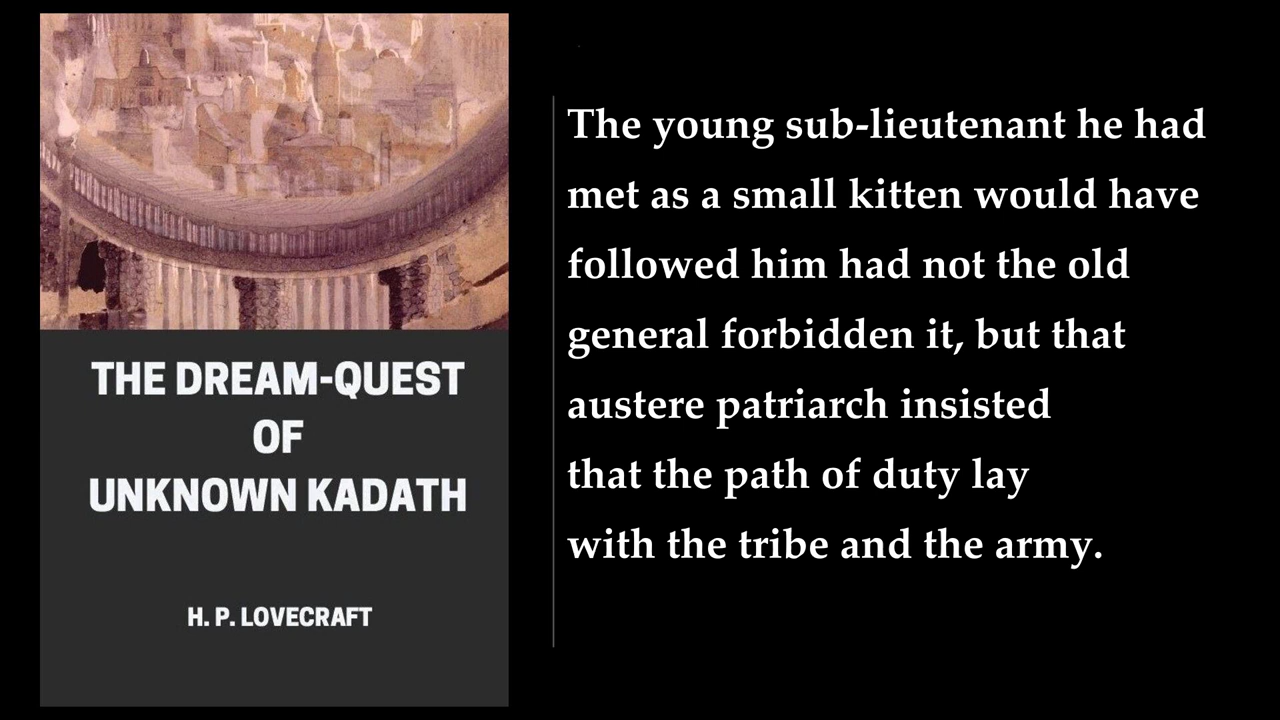 THE DREAM-QUEST
OF
UNKNOWN KADATH
H. P. LOVECRAFT
The young sub-lieutenant he had
met as a small kitten would have
followed him had not the old
general forbidden it, but that
austere patriarch insisted
that the path of duty lay
with the tribe and the army.